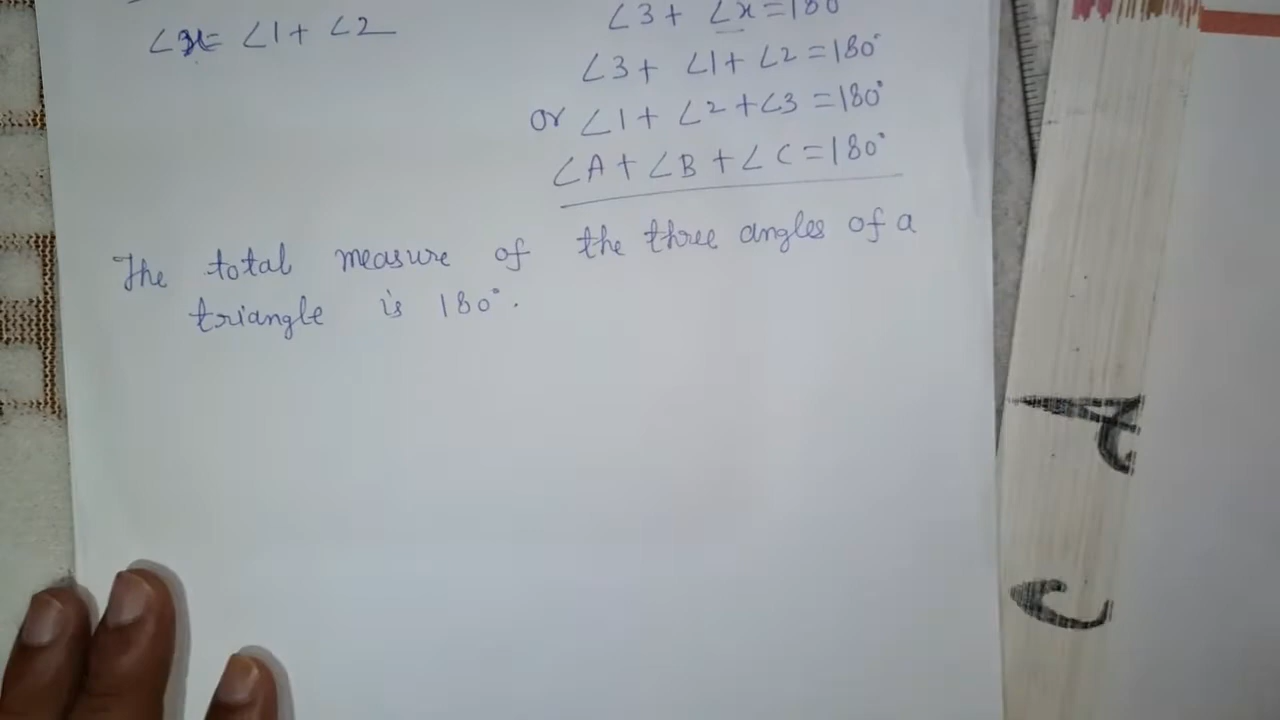 ∠x = ∠1 + ∠2
∠3 + ∠x = 180
∠3 + ∠1 + ∠2 = 180°
or ∠1 + ∠2 + ∠3 = 180°
∠A + ∠B + ∠C = 180°
The total measure of the three angles of a
triangle is 180°.